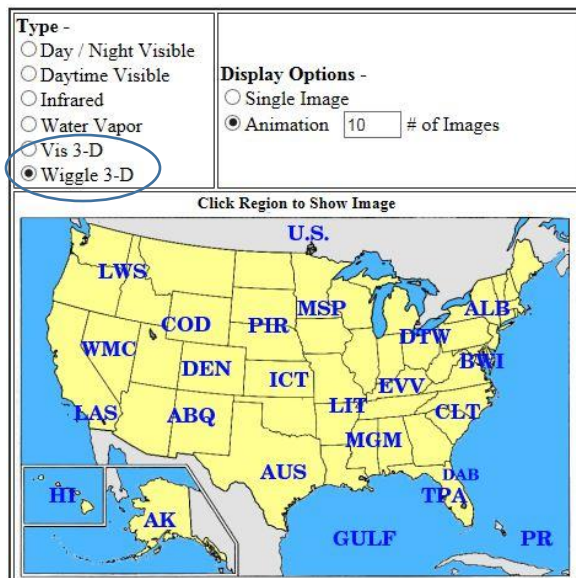 Type -
Day / Night Visible
Daytime Visible
Infrared
Water Vapor
Vis 3-D
Wiggle 3-D
Display Options -
Single Image
Animation 10 # of Images
Click Region to Show Image
U.S.
LWS
MSP
ALB
COD
PIR
DTW
WMC
BWI
DEN
ICT
EVV
LAS
ABQ
LIT
CLT
MGM
AUS
DAB
HI
TPA
AK
GULF
PR